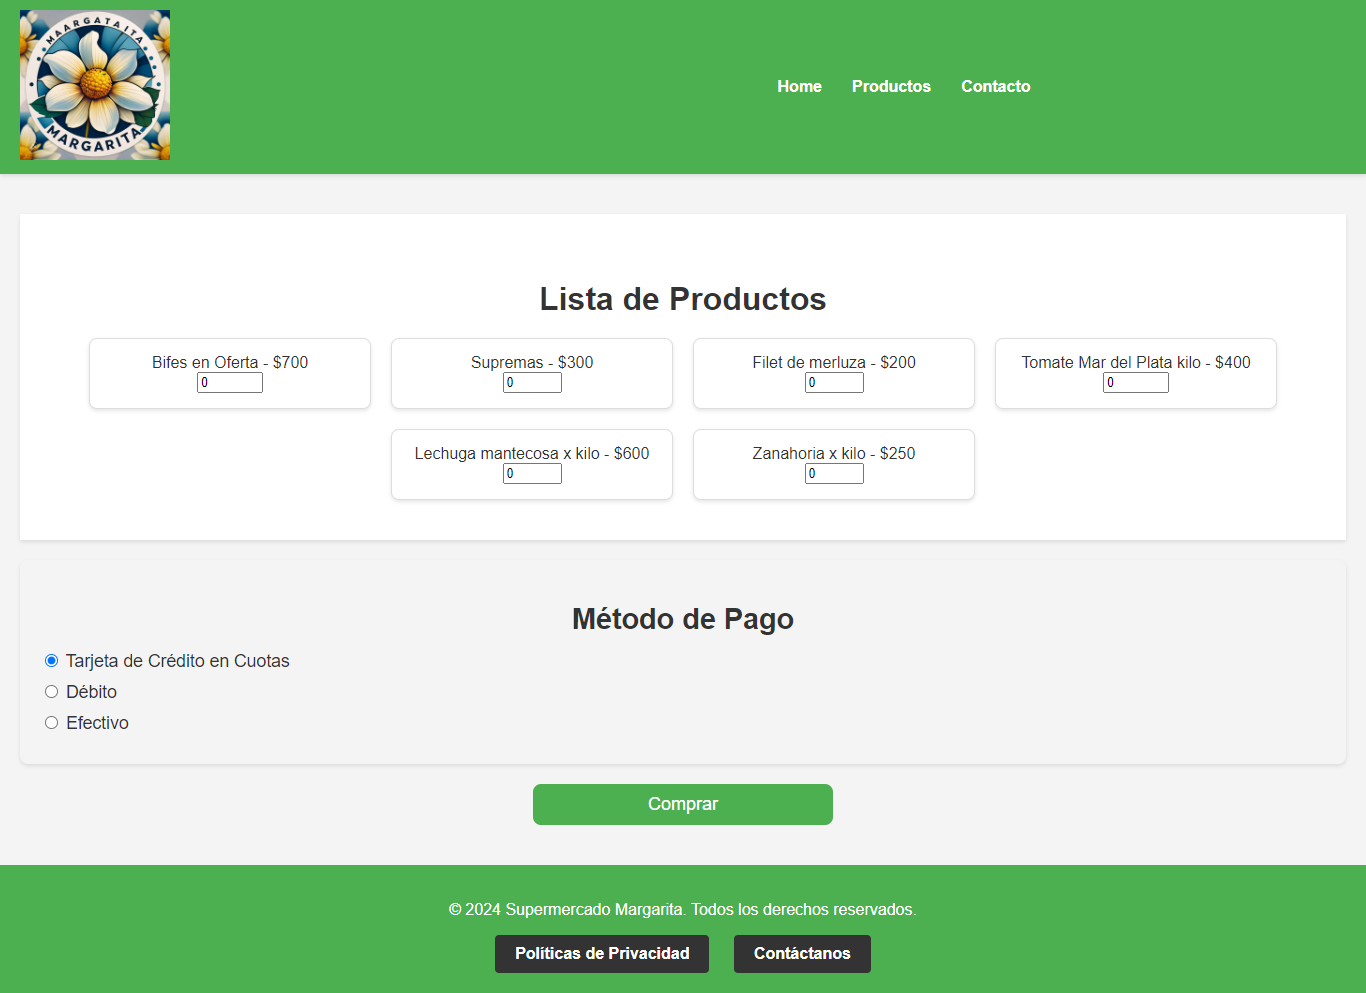 MAARGATAITA
MARGARITA
Home Productos Contacto
Lista de Productos
Bifes en Oferta - $700 Supremas - $300 Filet de merluza - $200 Tomate Mar del Plata kilo - $400
0 0 0 0
Lechuga mantecosa x kilo - $600 Zanahoria x kilo - $250
0 0
Método de Pago
Tarjeta de Crédito en Cuotas
Débito
Efectivo
Comprar
© 2024 Supermercado Margarita. Todos los derechos reservados.
Políticas de Privacidad Contáctanos